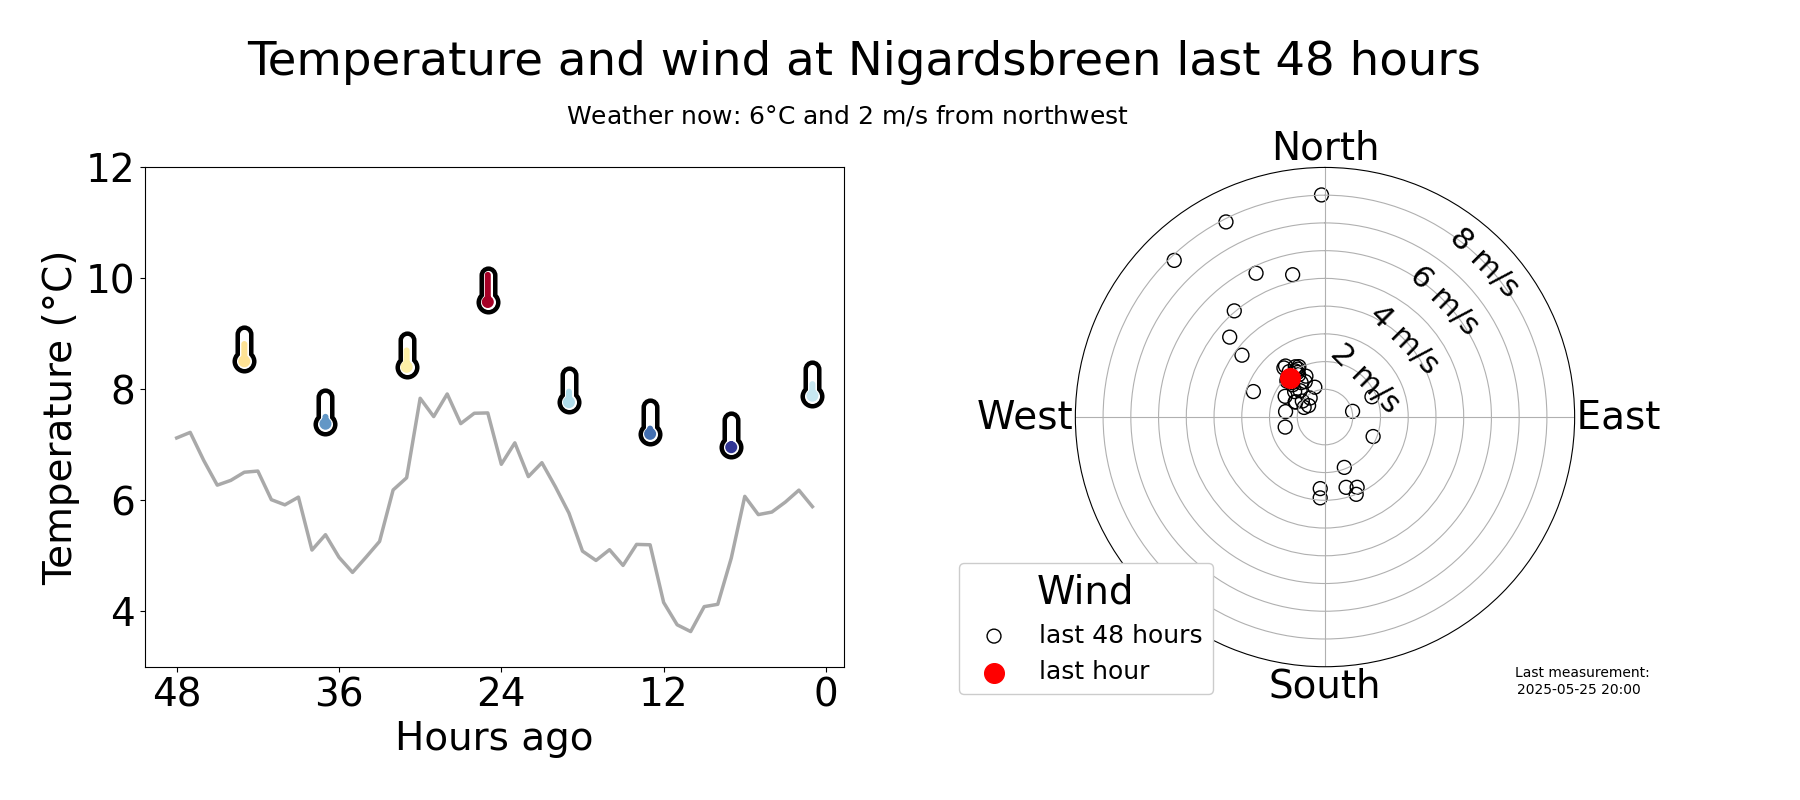 Temperature and wind at Nigardsbreen last 48 hours
Weather now: 6°C and 2 m/s from northwest
Temperature (°C)
12
10
8
6
4
48 36 24 12 0
Hours ago
North
West
East
South
8 m/s
6 m/s
4 m/s
2 m/s
Wind
last 48 hours
last hour
Last measurement:
2025-05-25 20:00